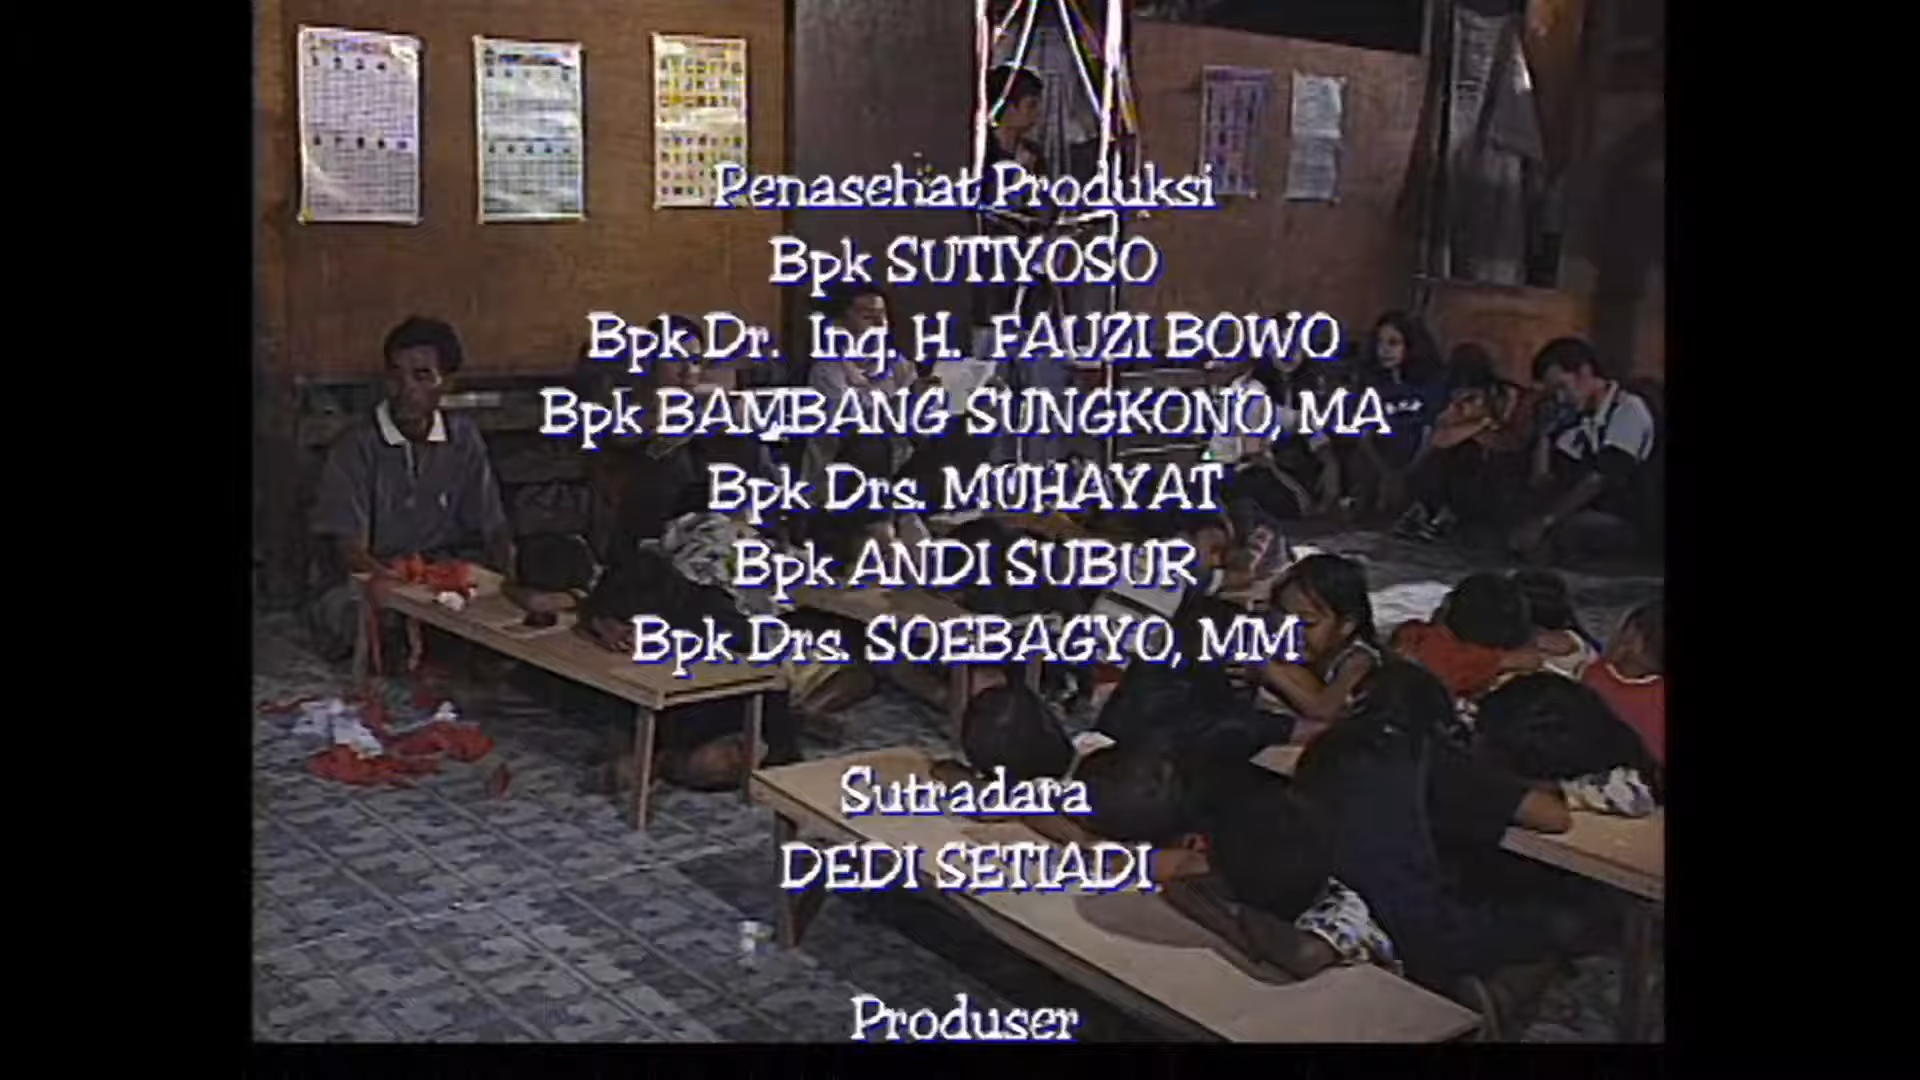 Penasehat Produksi
Bpk SUTIYOSO
Bpk Dr. Ing. H. FAUZI BOWO
Bpk BAMBANG SUNGKONO, MA
Bpk Drs. MUHAYAT
Bpk ANDI SUBUR
Bpk Drs. SOEBAGYO, MM
Sutradara
DEDI SETIADI
Produser